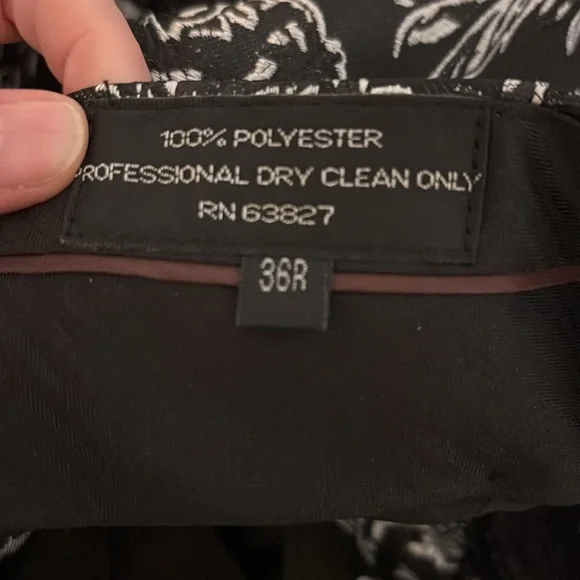 100% POLYESTER
PROFESSIONAL DRY CLEAN ONLY
RN 63827
36R